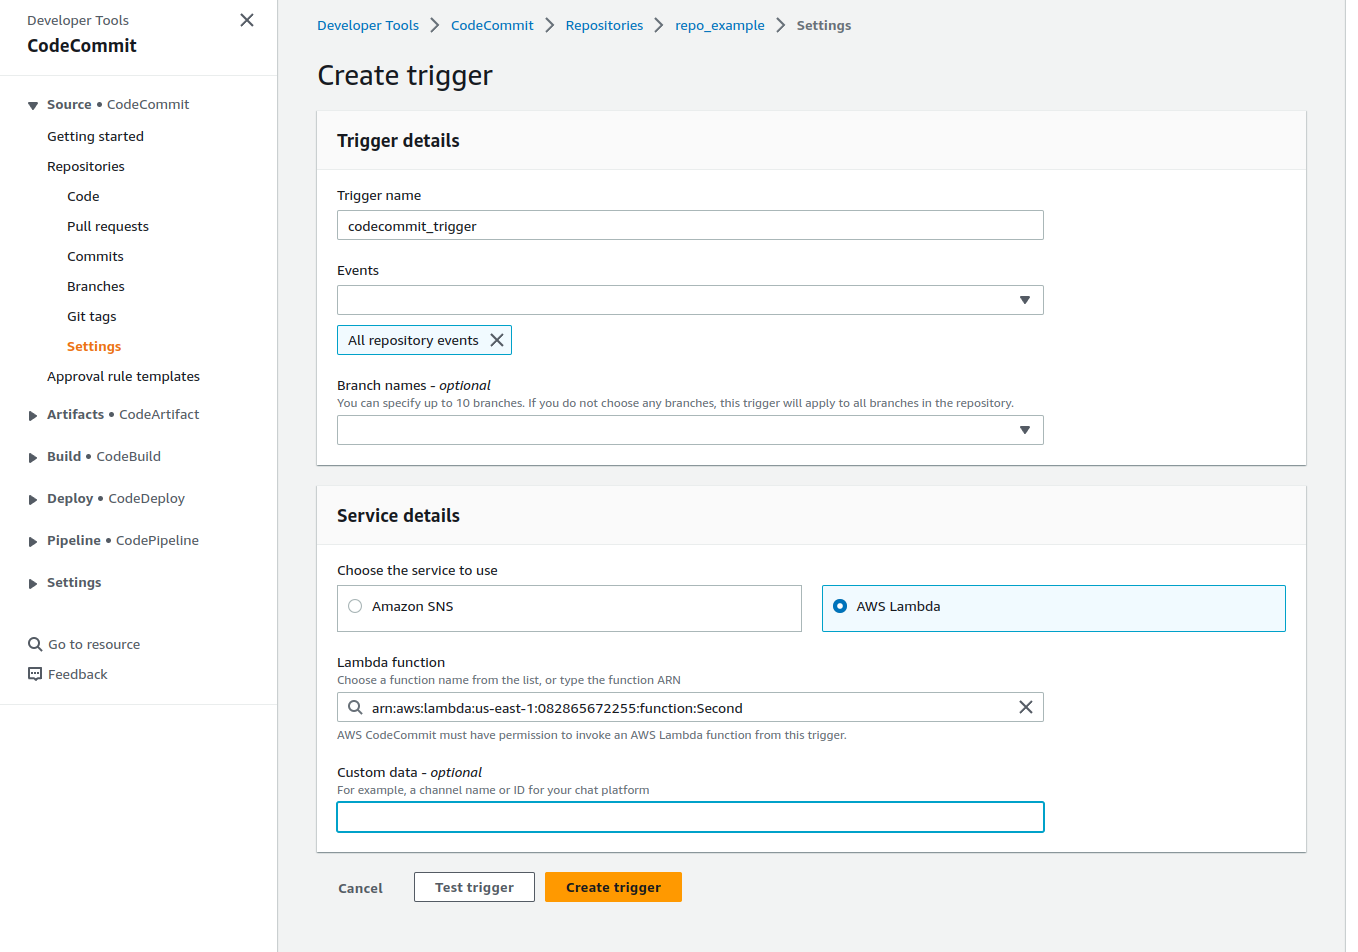 Developer Tools
CodeCommit
Source • CodeCommit
Getting started
Repositories
Code
Pull requests
Commits
Branches
Git tags
Settings
Approval rule templates
Artifacts • CodeArtifact
Build • CodeBuild
Deploy • CodeDeploy
Pipeline • CodePipeline
Settings
Go to resource
Feedback
Developer Tools > CodeCommit > Repositories > repo_example > Settings
Create trigger
Trigger details
Trigger name
codecommit_trigger
Events
All repository events
Branch names - optional
You can specify up to 10 branches. If you do not choose any branches, this trigger will apply to all branches in the repository.
Service details
Choose the service to use
Amazon SNS
AWS Lambda
Lambda function
Choose a function name from the list, or type the function ARN
arn:aws:lambda:us-east-1:082865672255:function:Second
AWS CodeCommit must have permission to invoke an AWS Lambda function from this trigger.
Custom data - optional
For example, a channel name or ID for your chat platform
Cancel
Test trigger
Create trigger